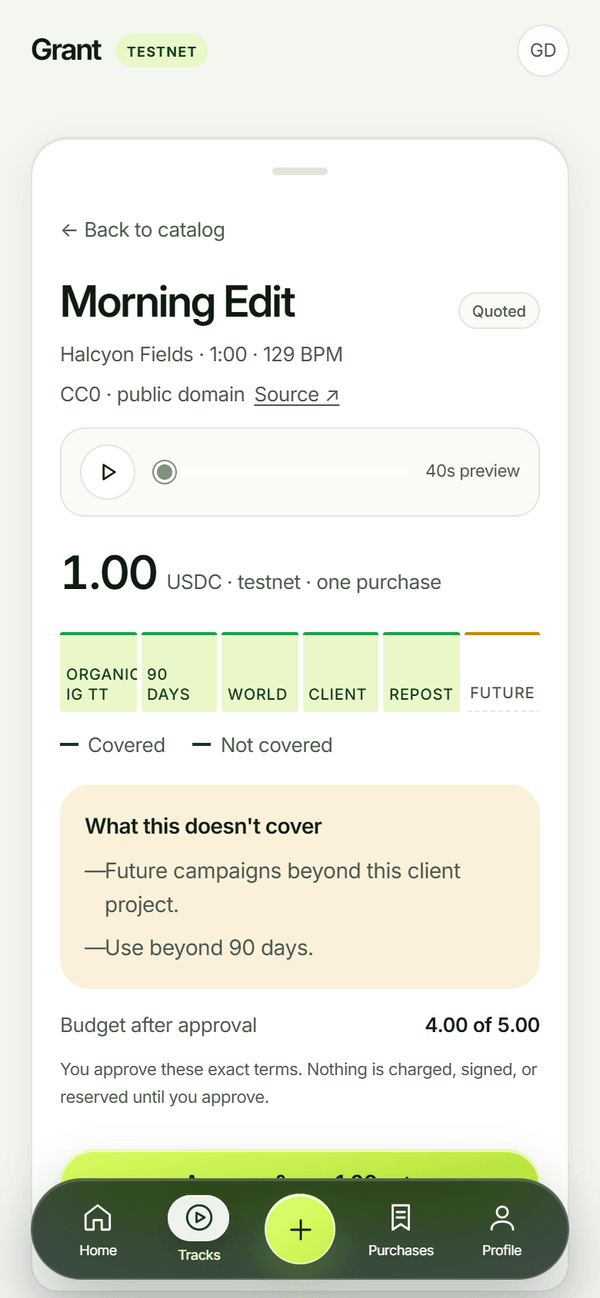 Grant TESTNET GD
← Back to catalog
Morning Edit
Quoted
Halcyon Fields · 1:00 · 129 BPM
CC0 · public domain Source ↗
40s preview
1.00 USDC · testnet · one purchase
ORGANIC
IG TT
90
DAYS
WORLD
CLIENT
REPOST
FUTURE
Covered
Not covered
What this doesn't cover
—Future campaigns beyond this client
project.
—Use beyond 90 days.
Budget after approval 4.00 of 5.00
You approve these exact terms. Nothing is charged, signed, or
reserved until you approve.
Home
Tracks
Purchases
Profile